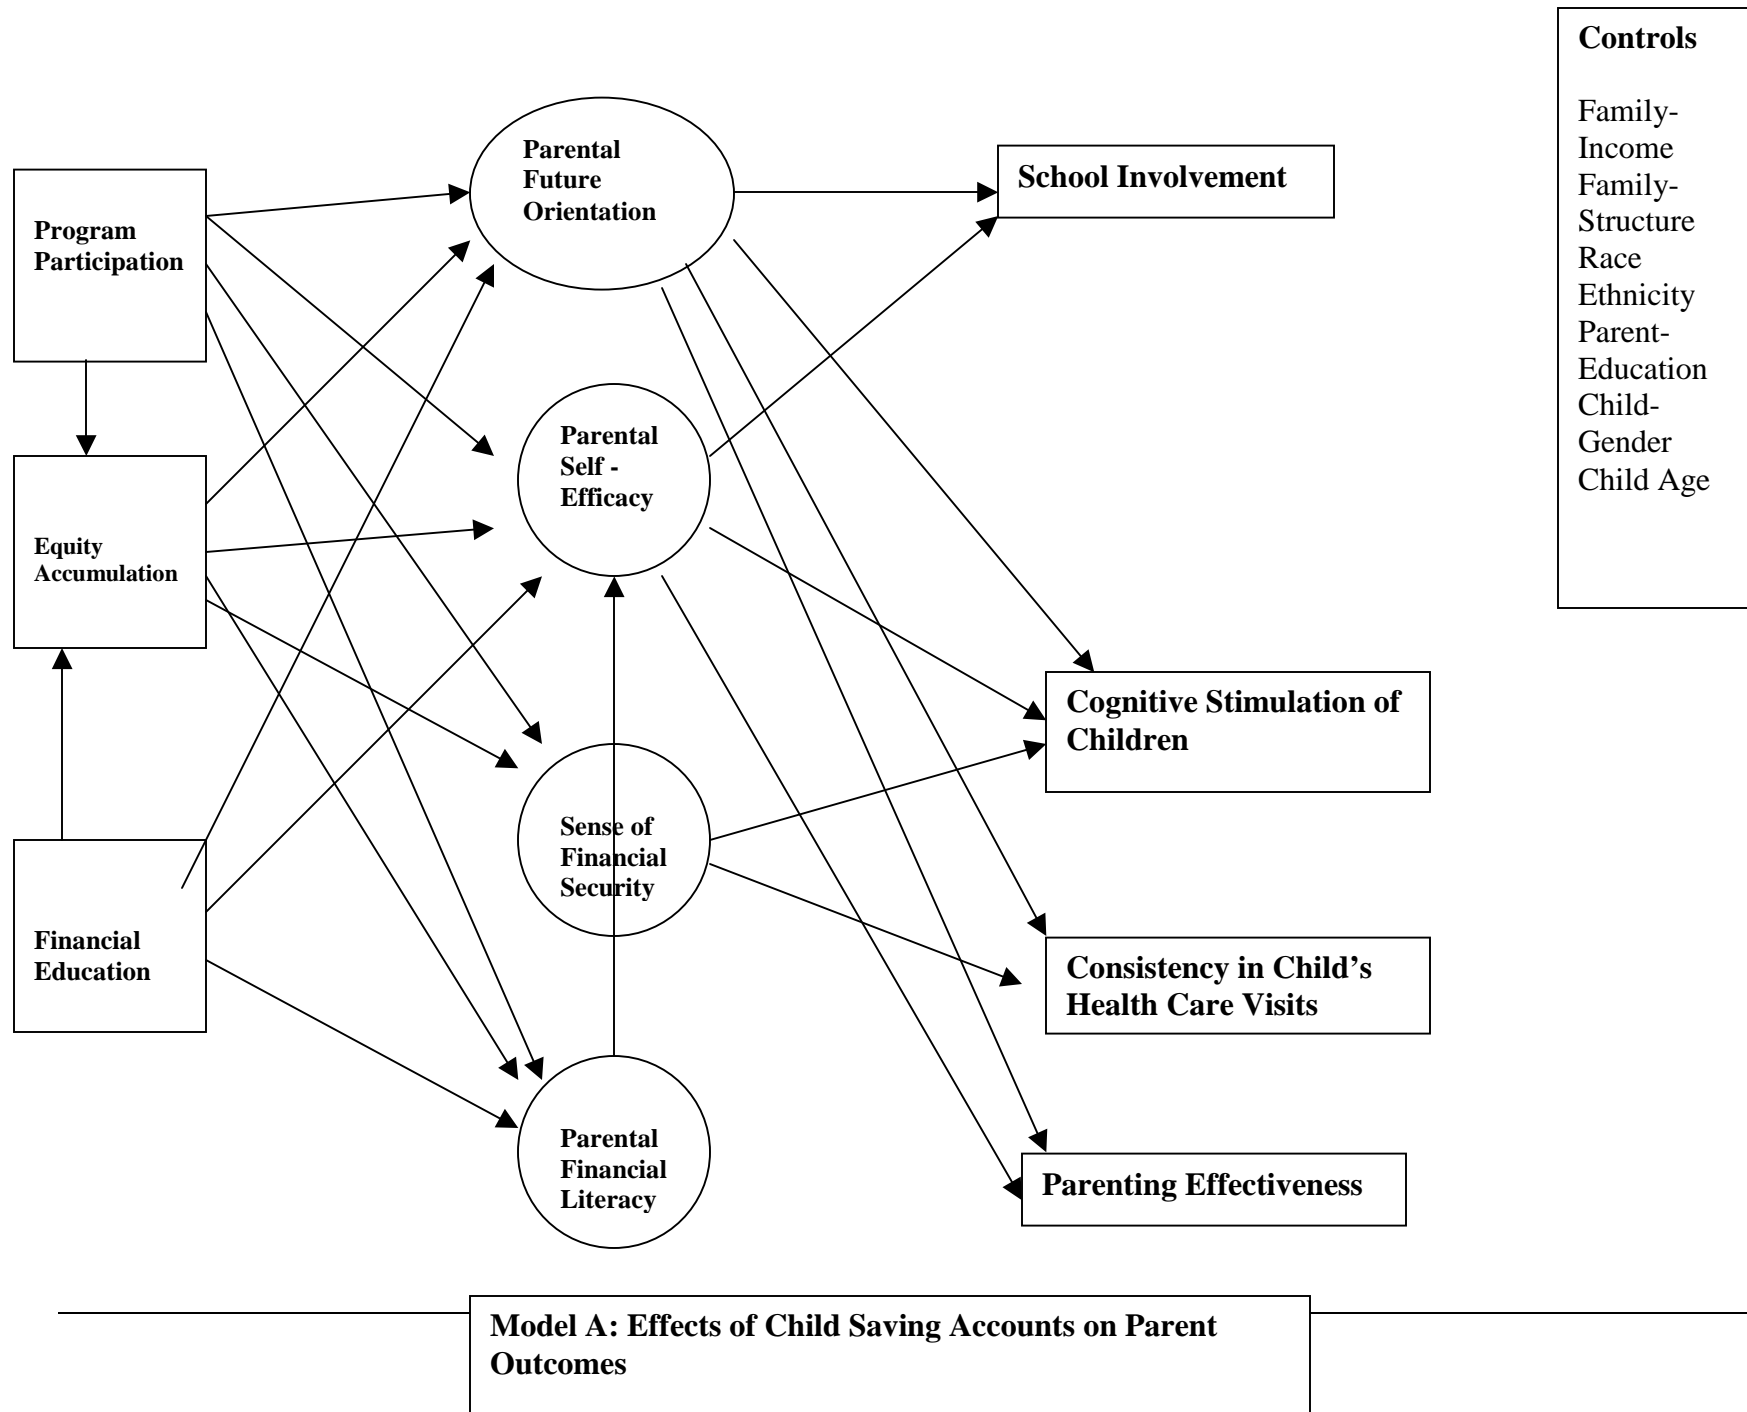 Controls
Family-
Income
Family-
Structure
Race
Ethnicity
Parent-
Education
Child-
Gender
Child Age
Program
Participation
Equity
Accumulation
Financial
Education
Parental
Future
Orientation
Parental
Self -
Efficacy
Sense of
Financial
Security
Parental
Financial
Literacy
School Involvement
Cognitive Stimulation of
Children
Consistency in Child’s
Health Care Visits
Parenting Effectiveness
Model A: Effects of Child Saving Accounts on Parent
Outcomes